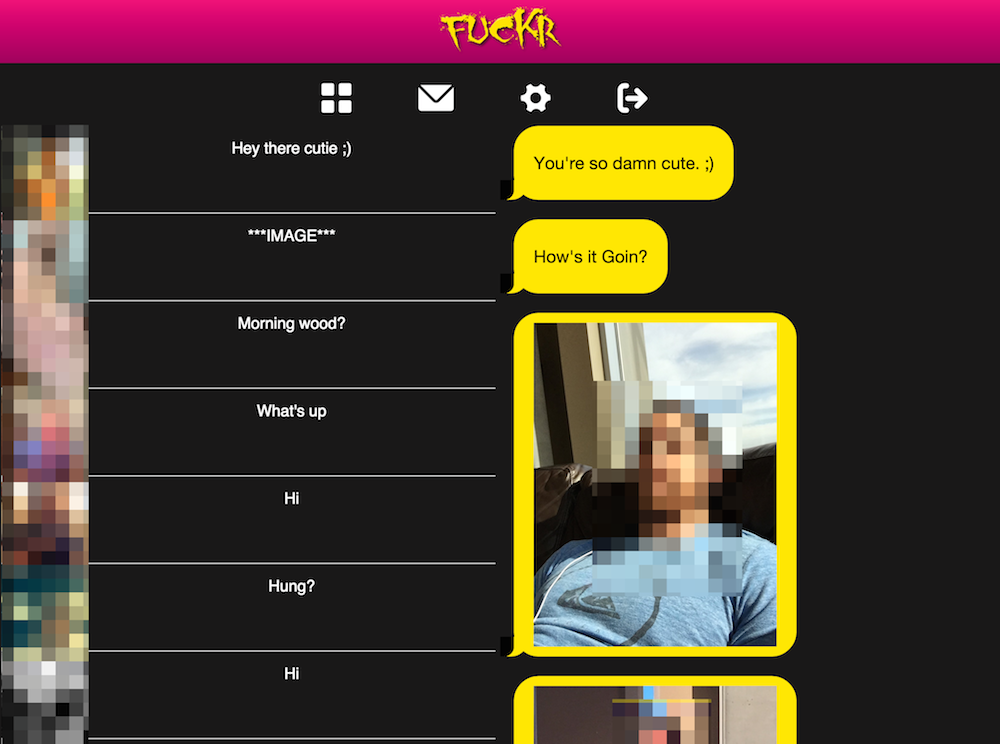 FUCKR
Hey there cutie ;)
***IMAGE***
Morning wood?
What's up
Hi
Hung?
Hi
You're so damn cute. ;)
How's it Goin?